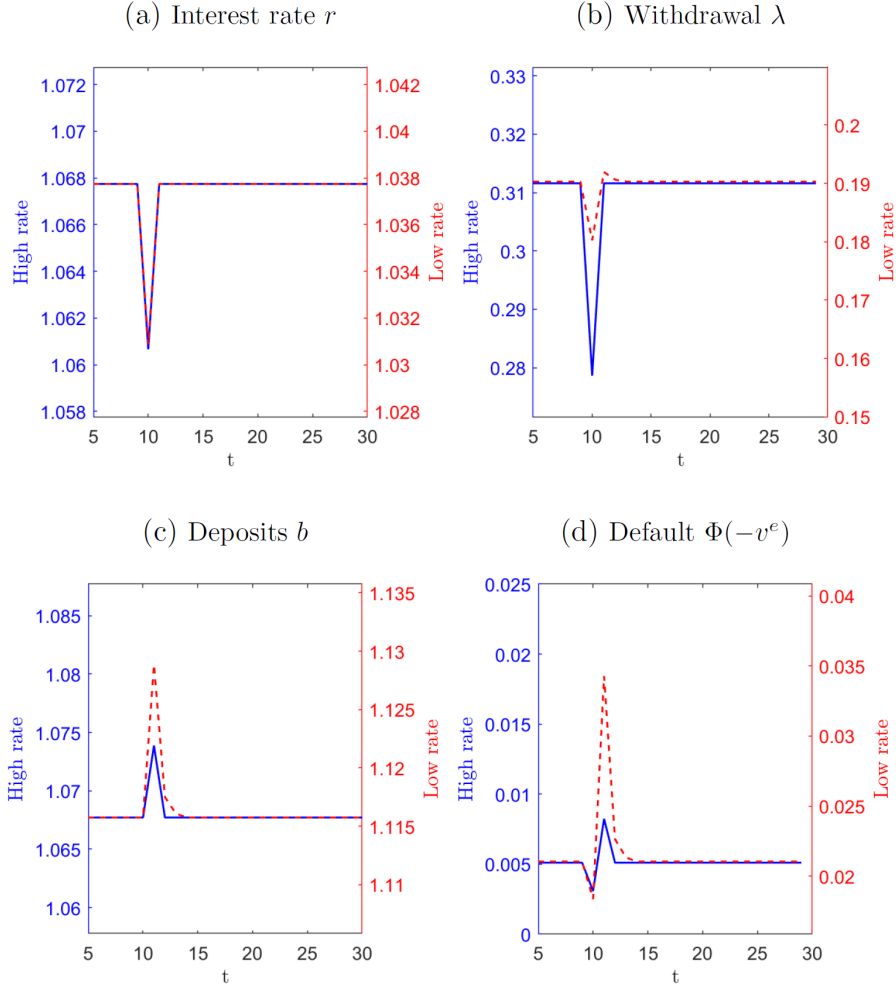 (a) Interest rate r
(b) Withdrawal λ
1.072
1.07
1.068
1.066
1.064
1.062
1.06
1.058
High rate
1.042
1.04
1.038
1.036
1.034
1.032
1.03
1.028
Low rate
5 10 15 20 25 30
t
0.33
0.32
0.31
0.3
0.29
0.28
High rate
0.2
0.19
0.18
0.17
0.16
0.15
Low rate
5 10 15 20 25 30
t
(c) Deposits b
(d) Default Φ(−vᵉ)
1.085
1.08
1.075
1.07
1.065
1.06
High rate
1.135
1.13
1.125
1.12
1.115
1.11
Low rate
5 10 15 20 25 30
t
0.025
0.02
0.015
0.01
0.005
0
High rate
0.04
0.035
0.03
0.025
0.02
Low rate
5 10 15 20 25 30
t